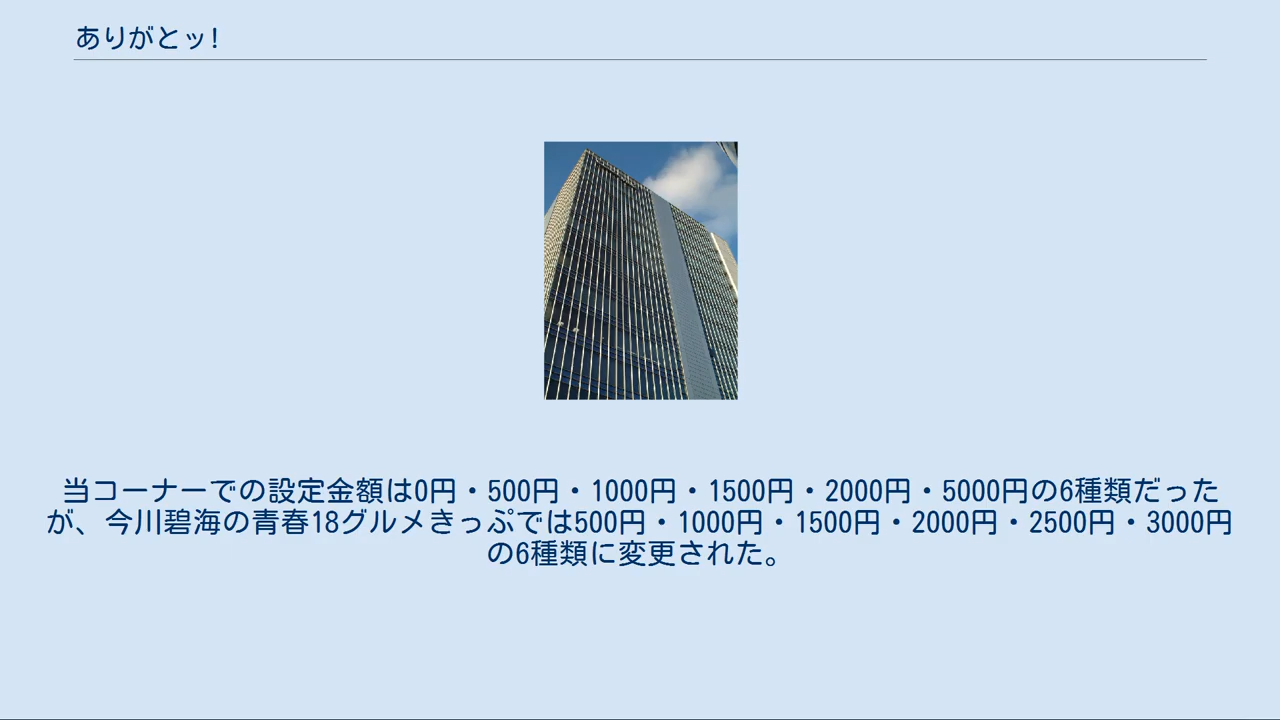 ありがとッ!
当コーナーでの設定金額は0円・500円・1000円・1500円・2000円・5000円の6種類だった
が、今川碧海の青春18グルメきっぷでは500円・1000円・1500円・2000円・2500円・3000円
の6種類に変更された。